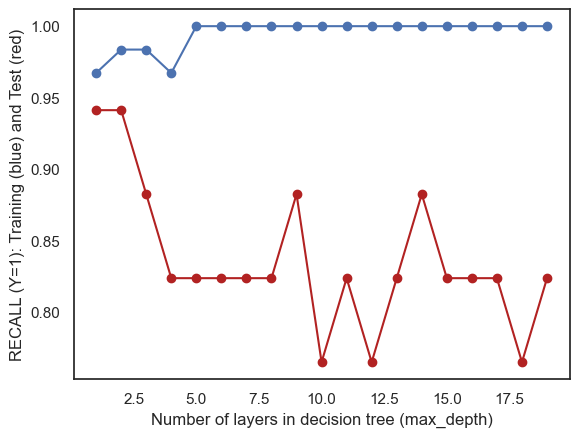 RECALL (Y=1): Training (blue) and Test (red)
1.00
0.95
0.90
0.85
0.80
2.5 5.0 7.5 10.0 12.5 15.0 17.5
Number of layers in decision tree (max_depth)